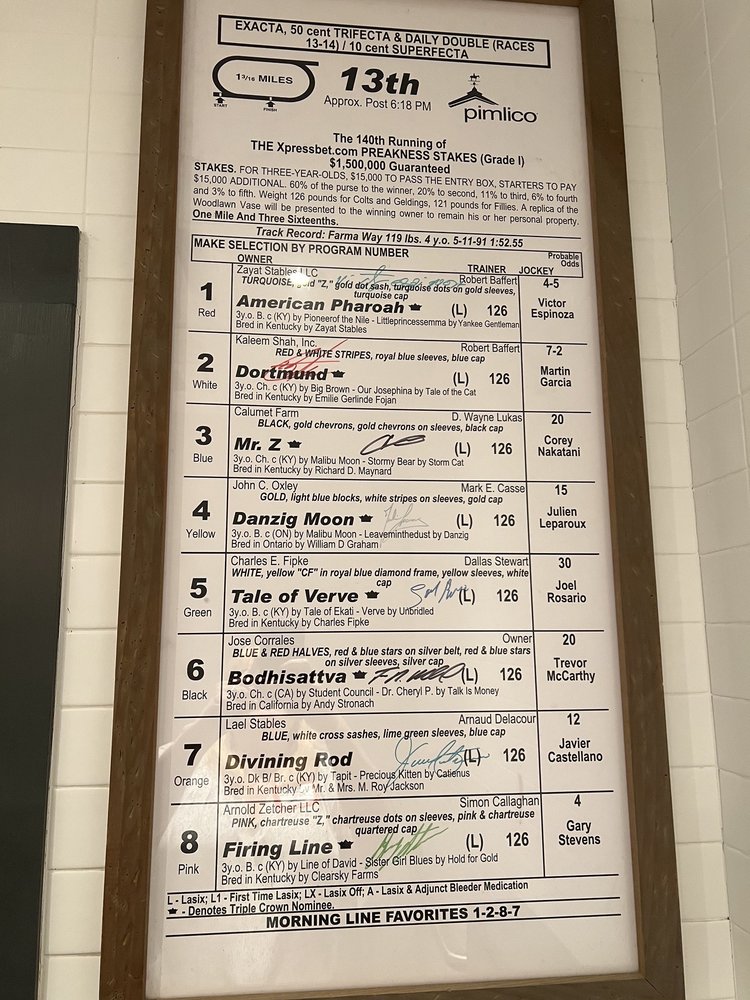 EXACTA, 50 cent TRIFECTA & DAILY DOUBLE (RACES
13-14) / 10 cent SUPERFECTA
1 3/16 MILES
START
FINISH
13th
Approx. Post 6:18 PM
pimlico
The 140th Running of
THE Xpressbet.com PREAKNESS STAKES (Grade I)
$1,500,000 Guaranteed
STAKES. FOR THREE-YEAR-OLDS, $15,000 TO PASS THE ENTRY BOX, STARTERS TO PAY
$15,000 ADDITIONAL. 60% of the purse to the winner, 20% to second, 11% to third, 6% to fourth
and 3% to fifth. Weight 126 pounds for Colts and Geldings, 121 pounds for Fillies. A replica of the
Woodlawn Vase will be presented to the winning owner to remain his or her personal property.
One Mile And Three Sixteenths.
Track Record: Farma Way 119 lbs. 4 y.o. 5-11-91 1:52.55
MAKE SELECTION BY PROGRAM NUMBER
Probable
Odds
OWNER TRAINER JOCKEY
Zayat Stables LLC Robert Baffert 4-5
TURQUOISE, gold "Z," gold dot sash, turquoise dots on gold sleeves,
turquoise cap
1 American Pharoah (L) 126 Victor
Espinoza
Red 3y.o. B. c (KY) by Pioneerof the Nile - Littleprincessemma by Yankee Gentleman
Bred in Kentucky by Zayat Stables
Kaleem Shah, Inc. Robert Baffert 7-2
RED & WHITE STRIPES, royal blue sleeves, blue cap
2 Dortmund (L) 126 Martin
Garcia
White 3y.o. Ch. c (KY) by Big Brown - Our Josephina by Tale of the Cat
Bred in Kentucky by Emilie Gerlinde Fojan
Calumet Farm D. Wayne Lukas 20
BLACK, gold chevrons, gold chevrons on sleeves, black cap
3 Mr. Z (L) 126 Corey
Nakatani
Blue 3y.o. Ch. c (KY) by Malibu Moon - Stormy Bear by Storm Cat
Bred in Kentucky by Richard D. Maynard
John C. Oxley Mark E. Casse 15
GOLD, light blue blocks, white stripes on sleeves, gold cap
4 Danzig Moon (L) 126 Julien
Leparoux
Yellow 3y.o. B. c (ON) by Malibu Moon - Leaveminthedust by Danzig
Bred in Ontario by William D Graham
Charles E. Fipke Dallas Stewart 30
WHITE, yellow "CF" in royal blue diamond frame, yellow sleeves, white
cap
5 Tale of Verve (L) 126 Joel
Rosario
Green 3y.o. B. c (KY) by Tale of Ekati - Verve by Unbridled
Bred in Kentucky by Charles Fipke
Jose Corrales Owner 20
BLUE & RED HALVES, red & blue stars on silver belt, red & blue stars
on silver sleeves, silver cap
6 Bodhisattva (L) 126 Trevor
McCarthy
Black 3y.o. Ch. c (CA) by Student Council - Dr. Cheryl P. by Talk Is Money
Bred in California by Andy Stronach
Lael Stables Arnaud Delacour 12
BLUE, white cross sashes, lime green sleeves, blue cap
7 Divining Rod (L) 126 Javier
Castellano
Orange 3y.o. Dk B/ Br. c (KY) by Tapit - Precious Kitten by Catienus
Bred in Kentucky by Mr. & Mrs. M. Roy Jackson
Arnold Zetcher LLC Simon Callaghan 4
PINK, chartreuse "Z," chartreuse dots on sleeves, pink & chartreuse
quartered cap
8 Firing Line (L) 126 Gary
Stevens
Pink 3y.o. B. c (KY) by Line of David - Sister Girl Blues by Hold for Gold
Bred in Kentucky by Clearsky Farms
L - Lasix; L1 - First Time Lasix; LX - Lasix Off; A - Lasix & Adjunct Bleeder Medication
- Denotes Triple Crown Nominee.
MORNING LINE FAVORITES 1-2-8-7